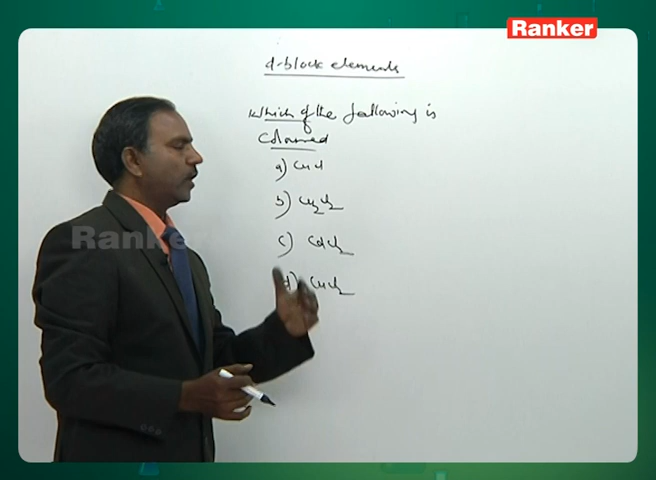 Ranker
d-block elements
which of the following is
coloured
a) CuCl
b) Cu2Cl2
c) CdCl2
d) CuCl2
Ranker